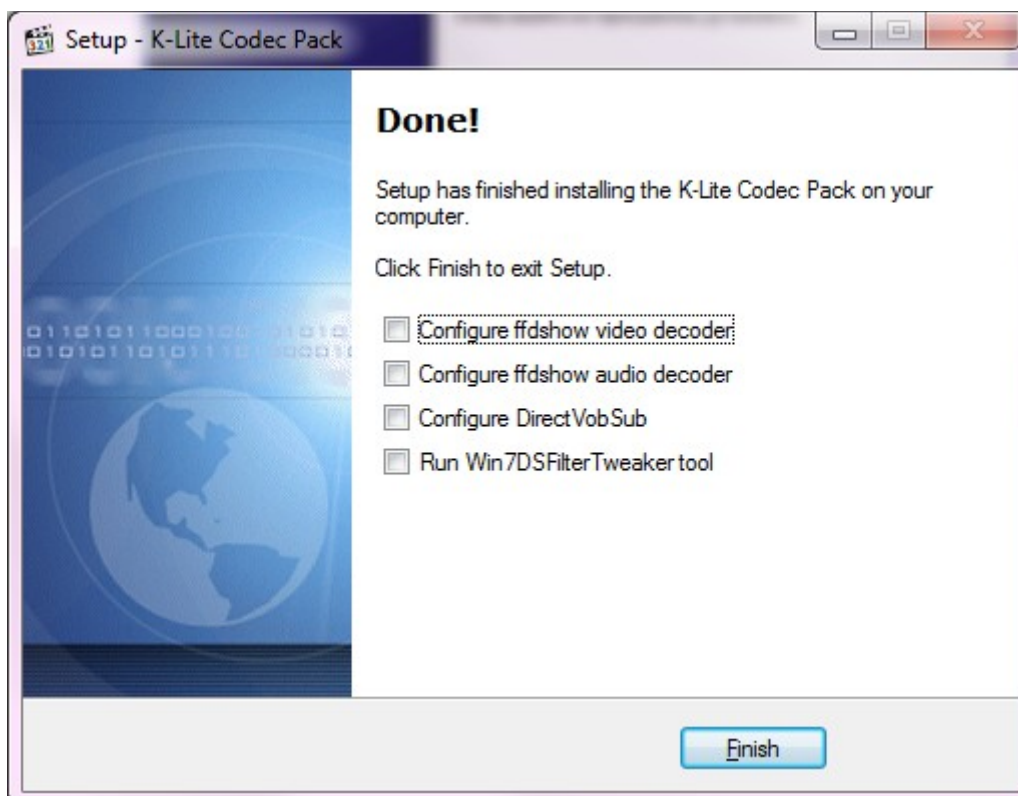 Setup - K-Lite Codec Pack
Done!
Setup has finished installing the K-Lite Codec Pack on your
computer.
Click Finish to exit Setup.
Configure ffdshow video decoder
Configure ffdshow audio decoder
Configure DirectVobSub
Run Win7DSFilterTweaker tool
Finish